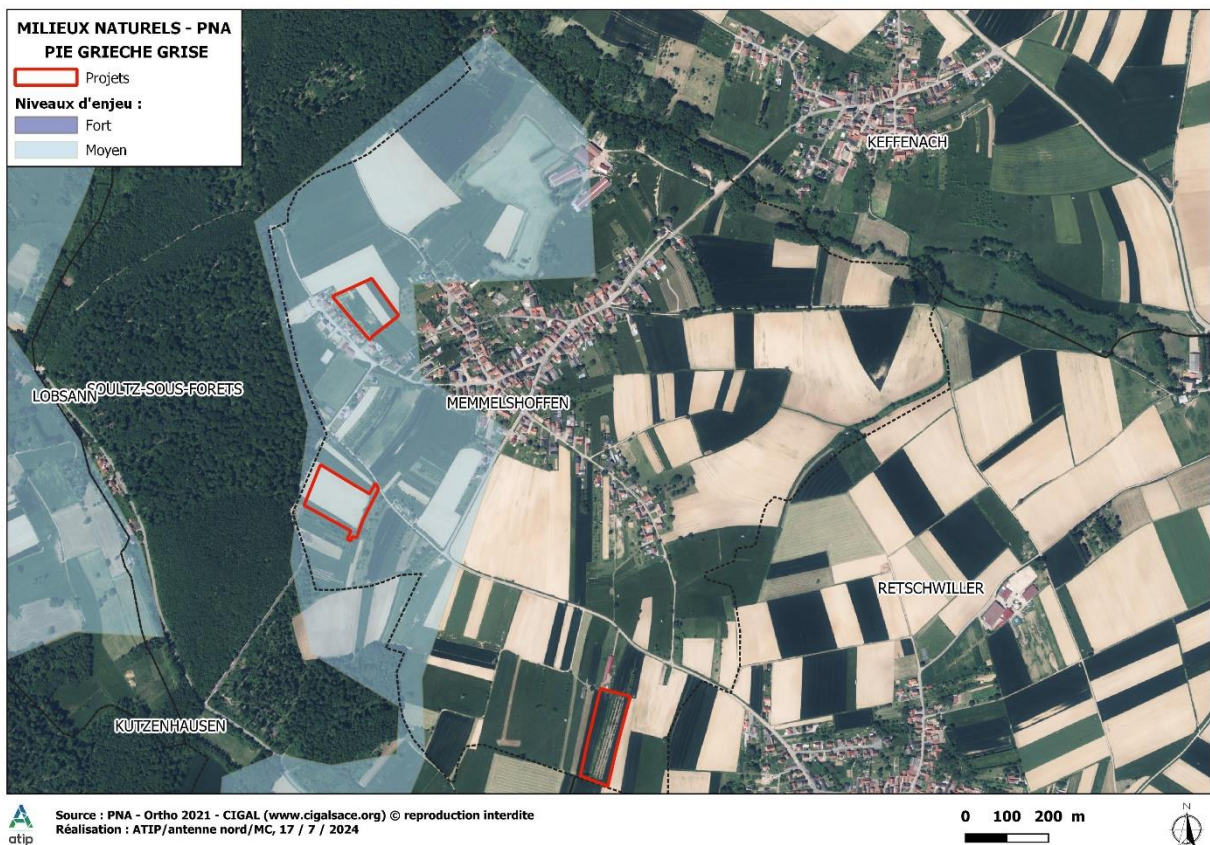 MILIEUX NATURELS - PNA
PIE GRIECHE GRISE
Projets
Niveaux d'enjeu :
Fort
Moyen
KEFFENACH
LOBSANN
SOULTZ-SOUS-FORETS
MEMMELSHOFFEN
RETSCHWILLER
KUTZENHAUSEN
atip
Source : PNA - Ortho 2021 - CIGAL (www.cigalsace.org) © reproduction interdite
Réalisation : ATIP/antenne nord/MC, 17 / 7 / 2024
0 100 200 m
N